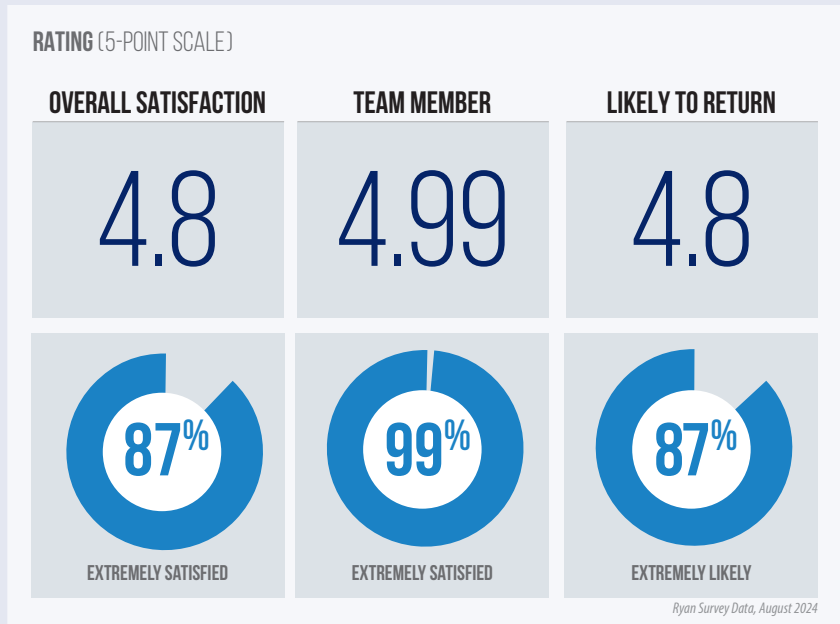 RATING (5-POINT SCALE)
OVERALL SATISFACTION
TEAM MEMBER
LIKELY TO RETURN
4.8
4.99
4.8
87%
99%
87%
EXTREMELY SATISFIED
EXTREMELY SATISFIED
EXTREMELY LIKELY
Ryan Survey Data, August 2024